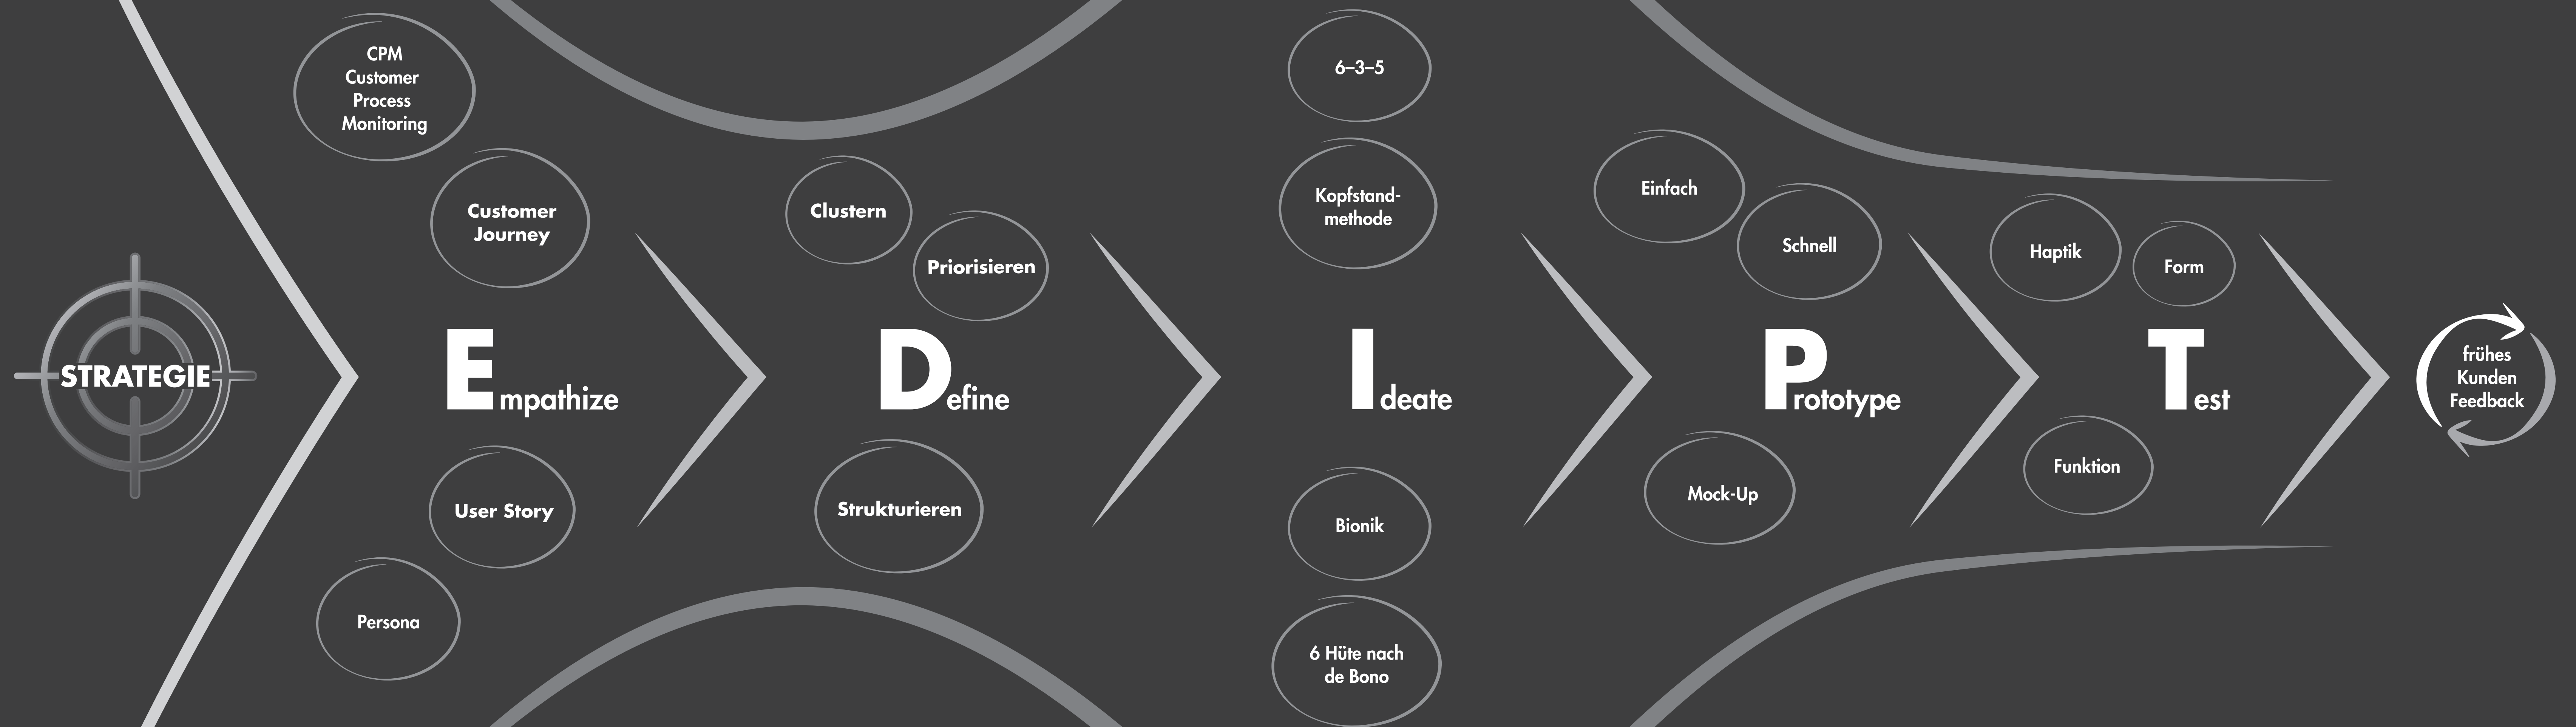 STRATEGIE
CPM
Customer
Process
Monitoring
Customer
Journey
Empathize
User Story
Persona
Clustern
Priorisieren
Define
Strukturieren
6–3–5
Kopfstand-
methode
Ideate
Bionik
6 Hüte nach
de Bono
Einfach
Schnell
Prototype
Mock-Up
Haptik
Form
Test
Funktion
frühes
Kunden
Feedback